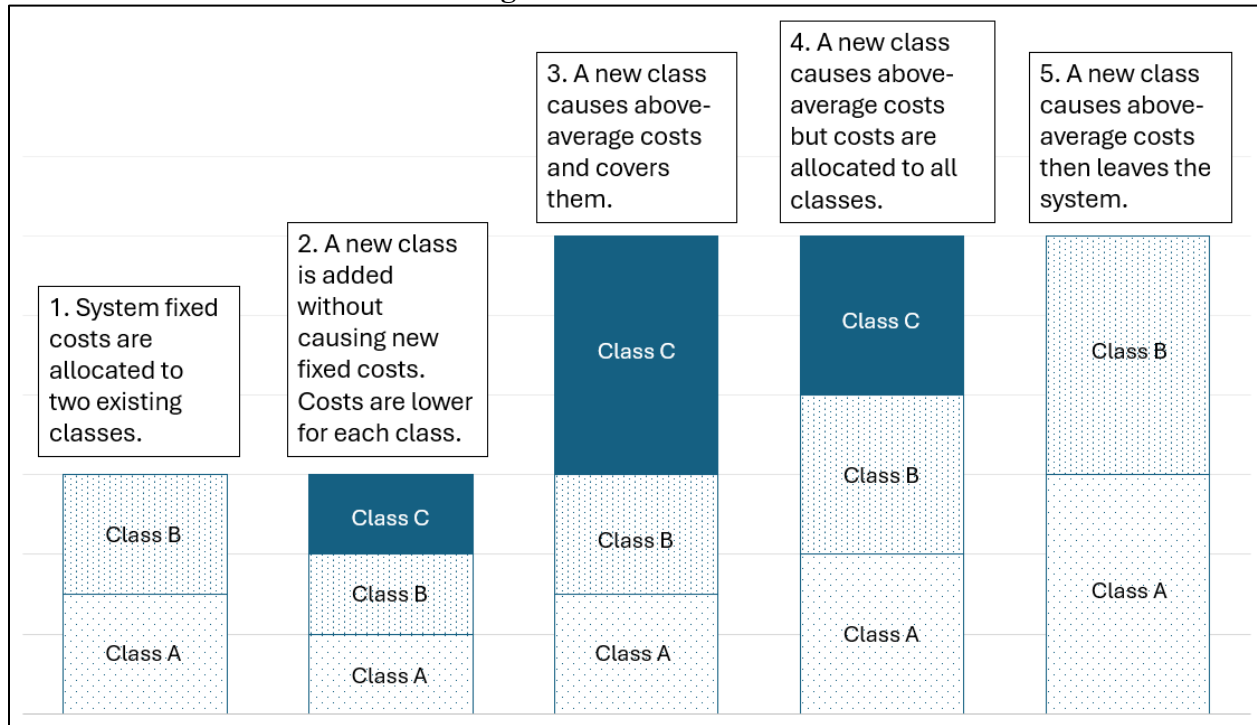 1. System fixed
costs are
allocated to
two existing
classes.
Class B
Class A
2. A new class
is added
without
causing new
fixed costs.
Costs are lower
for each class.
Class C
Class B
Class A
3. A new class
causes above-
average costs
and covers
them.
Class C
Class B
Class A
4. A new class
causes above-
average costs
but costs are
allocated to all
classes.
Class C
Class B
Class A
5. A new class
causes above-
average costs
then leaves the
system.
Class B
Class A